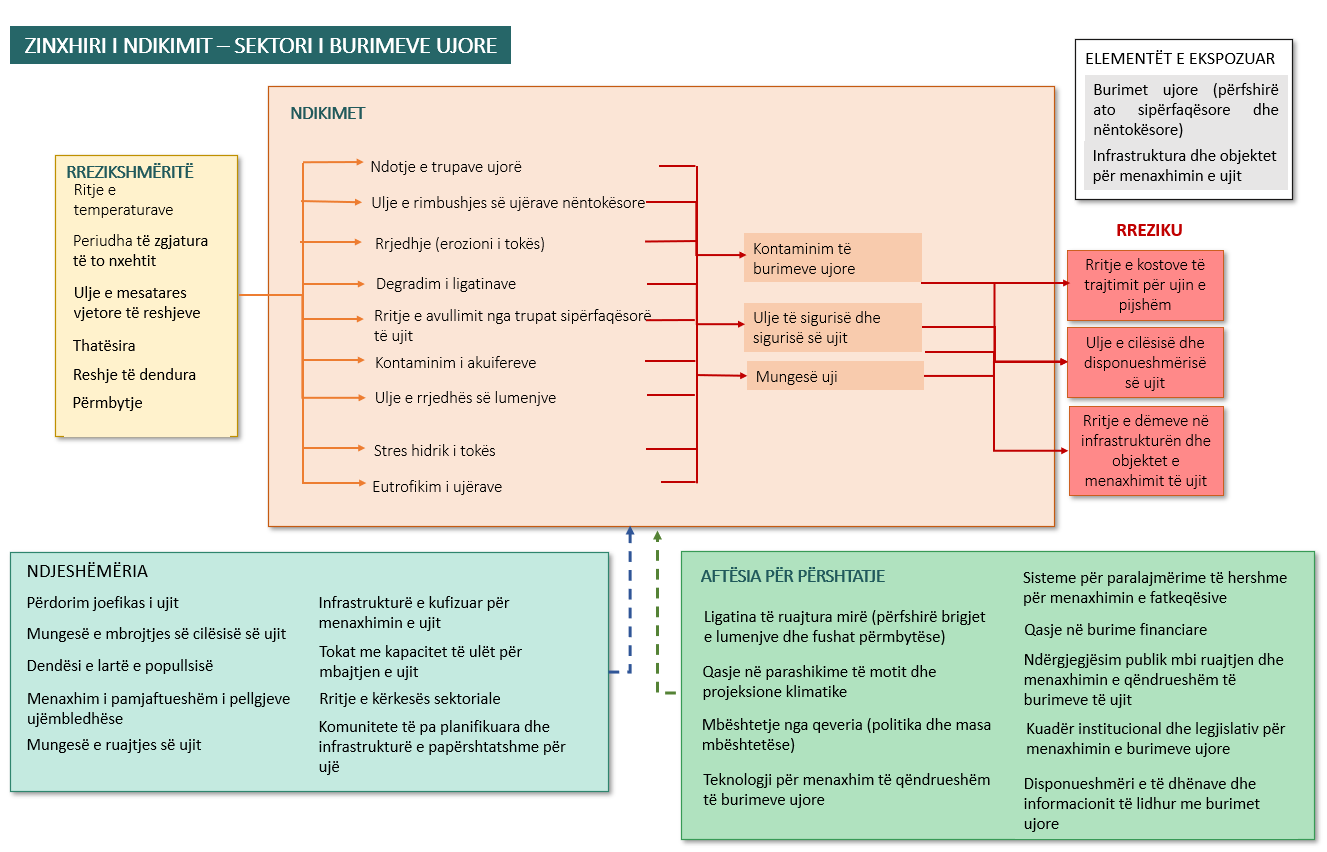 ZINXHIRI I NDIKIMIT – SEKTORI I BURIMEVE UJORE
ELEMENTËT E EKSPOZUAR
Burimet ujore (përfshirë
ato sipërfaqësore dhe
nëntokësore)
Infrastruktura dhe objektet
për menaxhimin e ujit
RREZIKSHMËRITË
Ritje e
temperaturave
Periudha të zgjatura
të to nxehtit
Ulje e mesatares
vjetore të reshjeve
Thatësira
Reshje të dendura
Përmbytje
NDIKIMET
Ndotje e trupave ujorë
Ulje e rimbushjes së ujërave nëntokësore
Rrjedhje (erozioni i tokës)
Degradim i ligatinave
Rritje e avullimit nga trupat sipërfaqësorë
të ujit
Kontaminim i akuifereve
Ulje e rrjedhës së lumenjve
Stres hidrik i tokës
Eutrofikim i ujërave
Kontaminim të
burimeve ujore
Ulje të sigurisë dhe
sigurisë së ujit
Mungesë uji
RREZIKU
Rritje e kostove të
trajtimit për ujin e
pijshëm
Ulje e cilësisë dhe
disponueshmërisë
së ujit
Rritje e dëmeve në
infrastrukturën dhe
objektet e
menaxhimit të ujit
NDJESHËMËRIA
Përdorim joefikas i ujit
Mungesë e mbrojtjes së cilësisë së ujit
Dendësi e lartë e popullsisë
Menaxhim i pamjaftueshëm i pellgjeve
ujëmbledhëse
Mungesë e ruajtjes së ujit
Infrastrukturë e kufizuar për
menaxhimin e ujit
Tokat me kapacitet të ulët për
mbajtjen e ujit
Rritje e kërkesës sektoriale
Komunitete të pa planifikuara dhe
infrastrukturë e papërshtatshme për
ujë
AFTËSIA PËR PËRSHTATJE
Ligatina të ruajtura mirë (përfshirë brigjet
e lumenjve dhe fushat përmbytëse)
Qasje në parashikime të motit dhe
projeksione klimatike
Mbështetje nga qeveria (politika dhe masa
mbështetëse)
Teknologji për menaxhim të qëndrueshëm
të burimeve ujore
Sisteme për paralajmërime të hershme
për menaxhimin e fatkeqësive
Qasje në burime financiare
Ndërgjegjësim publik mbi ruajtjen dhe
menaxhimin e qëndrueshëm të
burimeve të ujit
Kuadër institucional dhe legjislativ për
menaxhimin e burimeve ujore
Disponueshmëri e të dhënave dhe
informacionit të lidhur me burimet
ujore